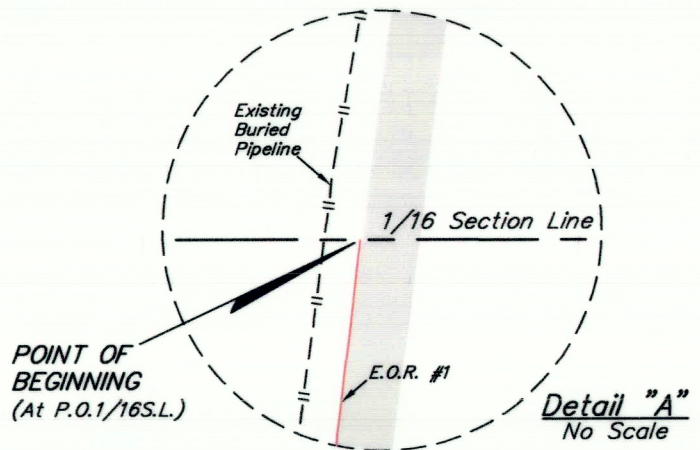 Existing
Buried
Pipeline
1/16 Section Line
POINT OF
BEGINNING
(At P.O.1/16S.L.)
E.O.R. #1
Detail "A"
No Scale